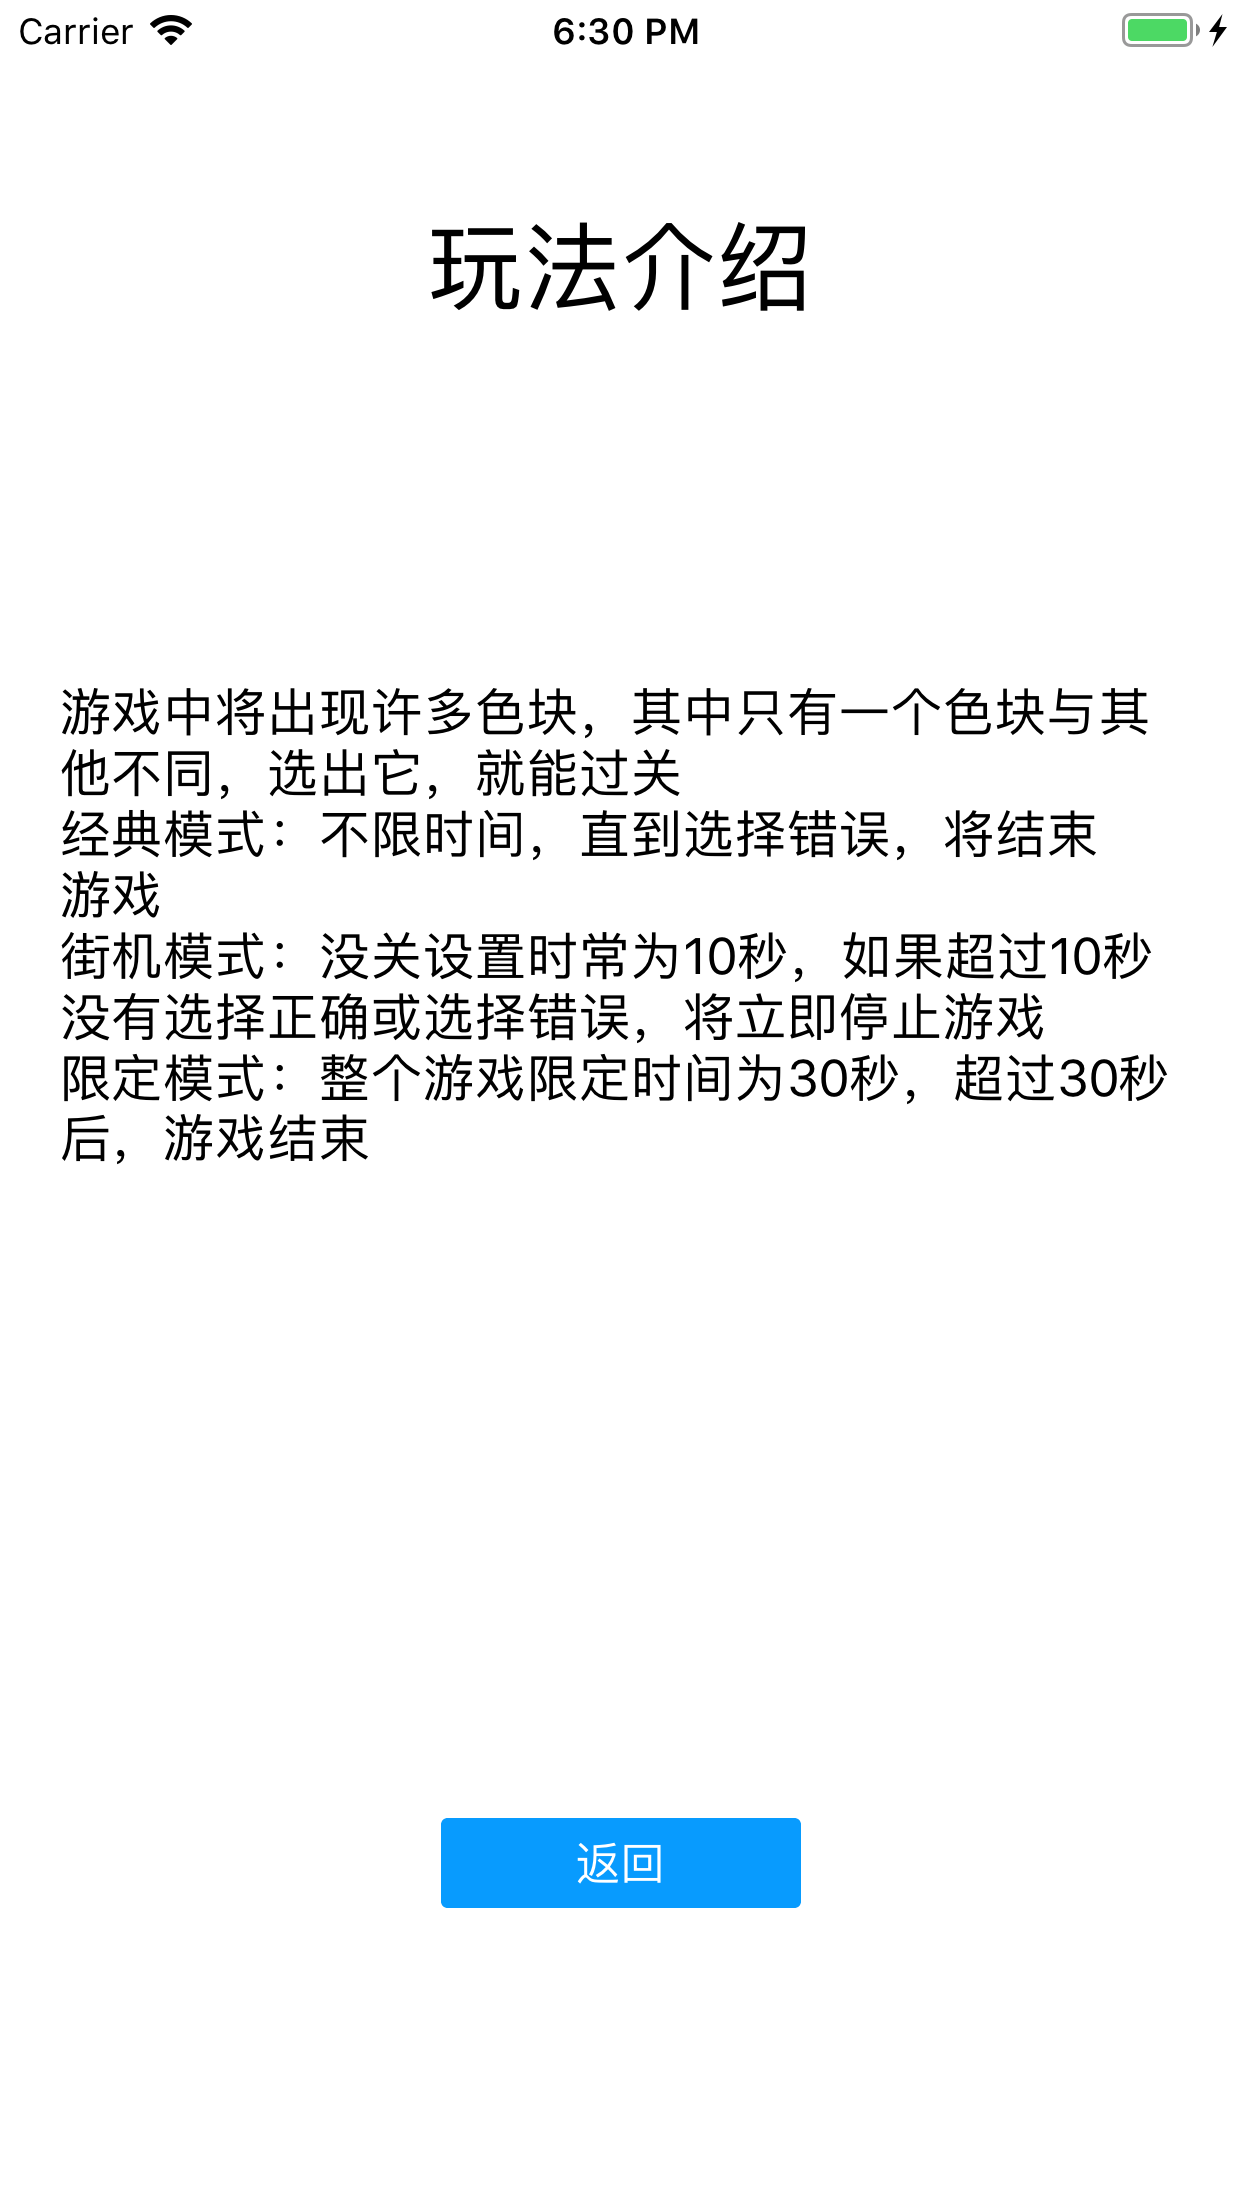 Carrier 6:30 PM
玩法介绍
游戏中将出现许多色块，其中只有一个色块与其
他不同，选出它，就能过关
经典模式：不限时间，直到选择错误，将结束
游戏
街机模式：没关设置时常为10秒，如果超过10秒
没有选择正确或选择错误，将立即停止游戏
限定模式：整个游戏限定时间为30秒，超过30秒
后，游戏结束
返回